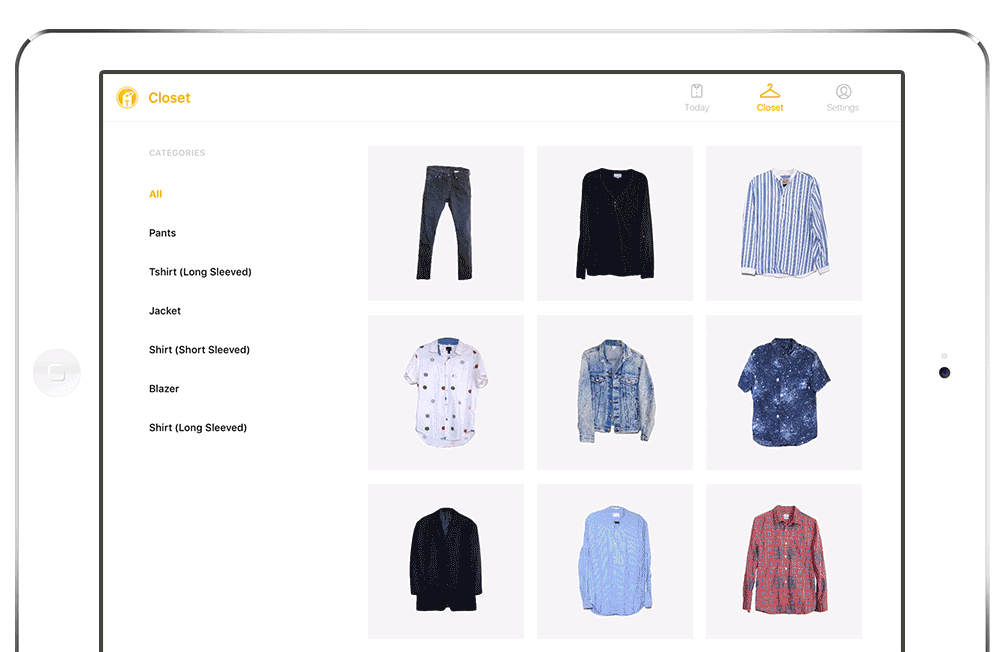 Closet
Today
Closet
Settings
CATEGORIES
All
Pants
Tshirt (Long Sleeved)
Jacket
Shirt (Short Sleeved)
Blazer
Shirt (Long Sleeved)